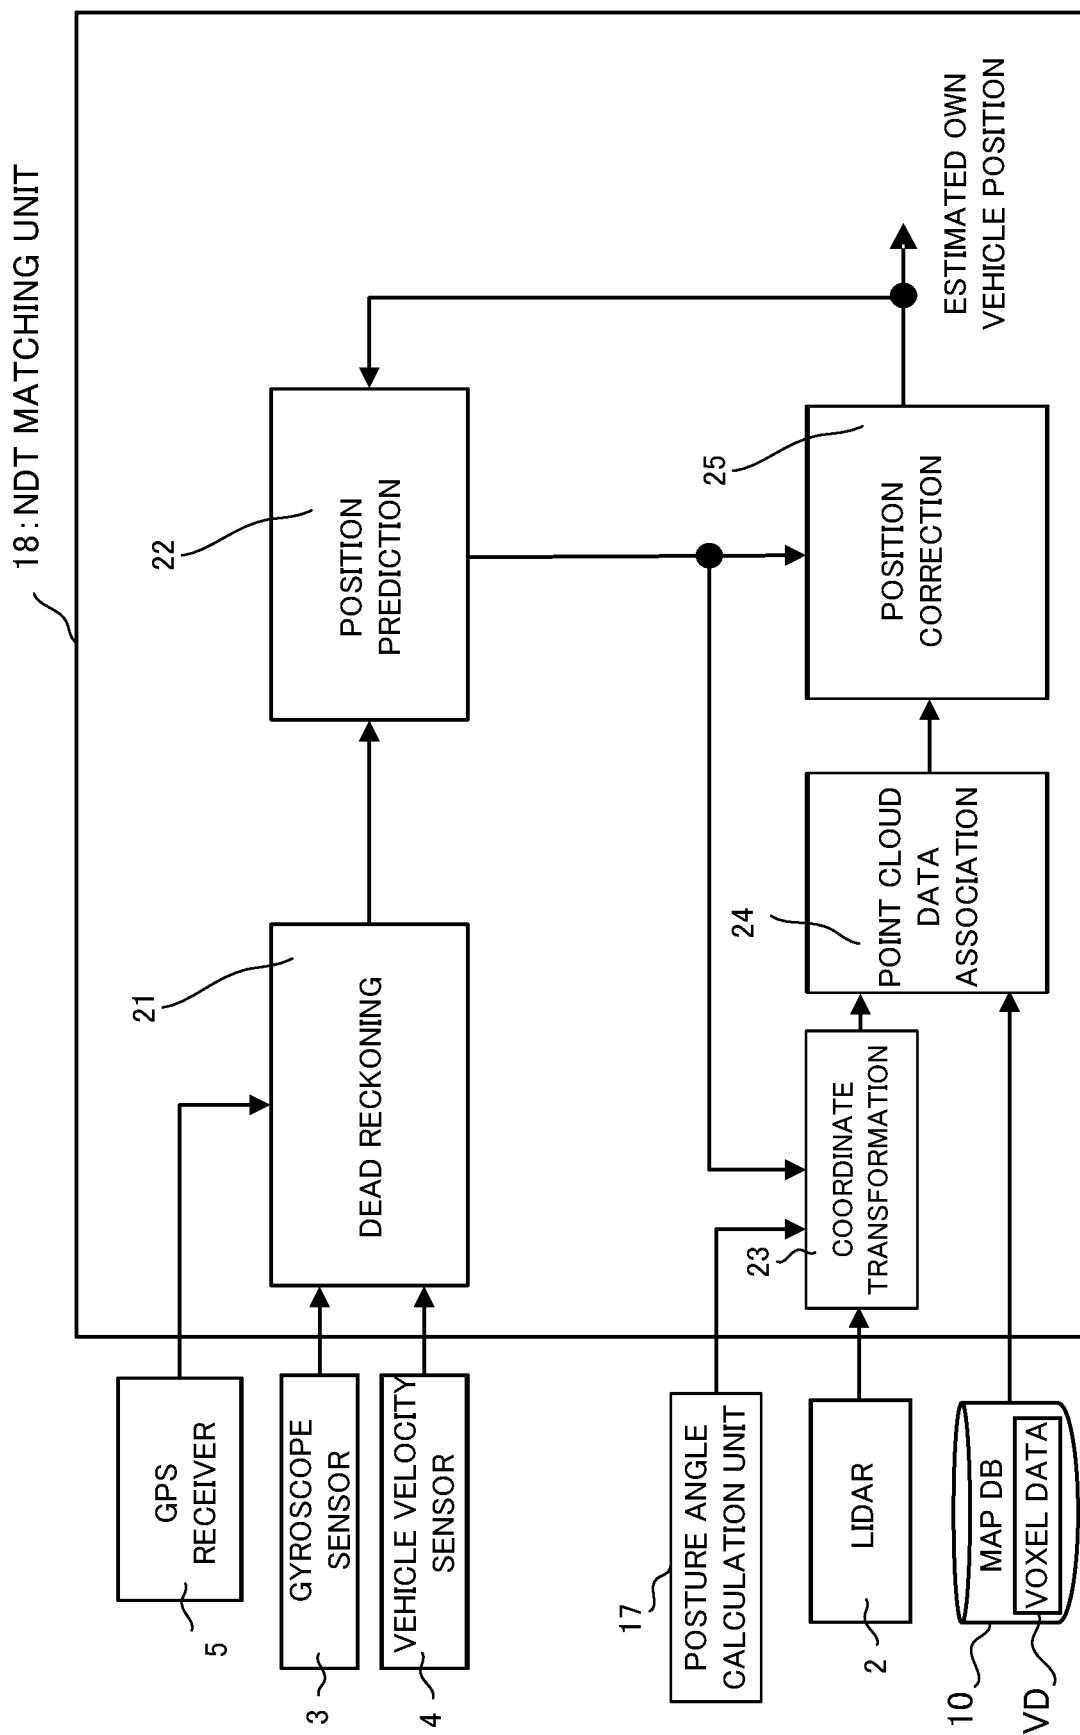 18:NDT MATCHING UNIT
5
GPS
RECEIVER
3
GYROSCOPE
SENSOR
4
VEHICLE VELOCITY
SENSOR
21
DEAD RECKONING
22
POSITION
PREDICTION
17
POSTURE ANGLE
CALCULATION UNIT
2
LIDAR
10
MAP DB
VD
VOXEL DATA
23
COORDINATE
TRANSFORMATION
24
POINT CLOUD
DATA
ASSOCIATION
25
POSITION
CORRECTION
ESTIMATED OWN
VEHICLE POSITION